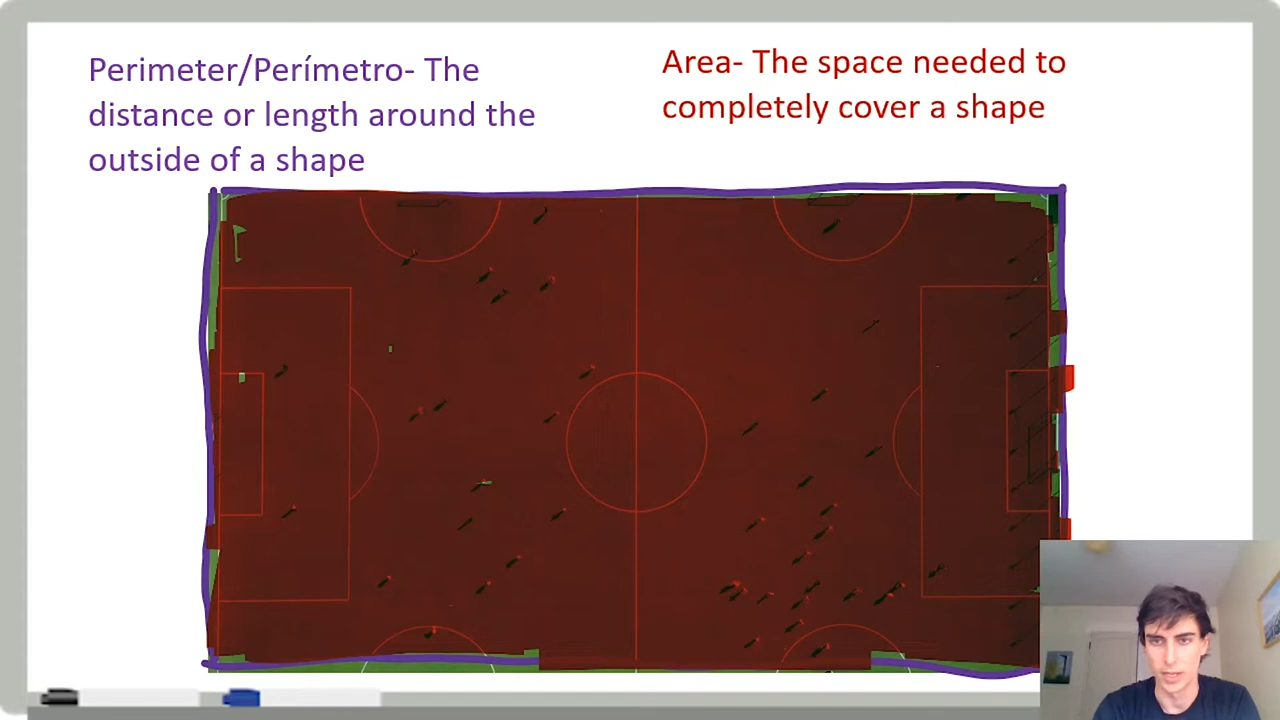 Perimeter/Perímetro- The
distance or length around the
outside of a shape
Area- The space needed to
completely cover a shape